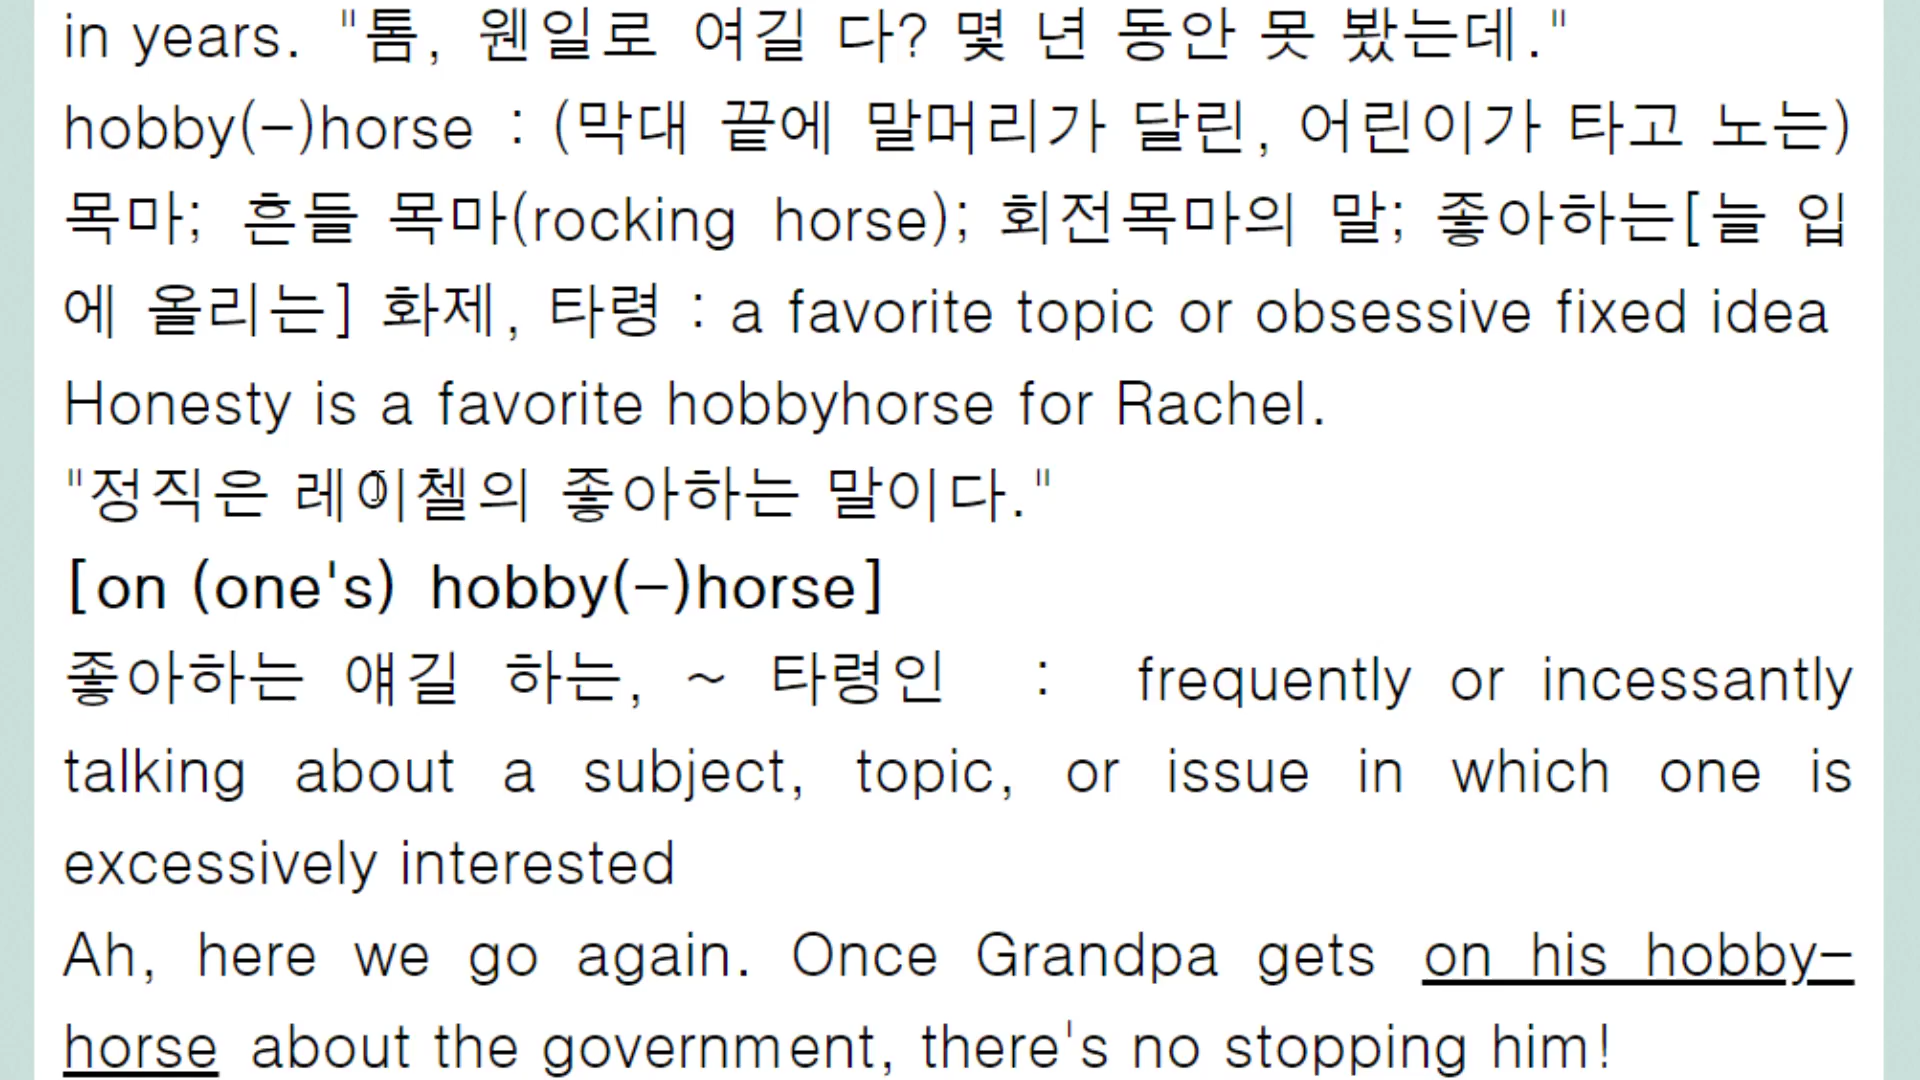 in years. "톰, 웬일로 여길 다? 몇 년 동안 못 봤는데."
hobby(-)horse : (막대 끝에 말머리가 달린, 어린이가 타고 노는)
목마; 흔들 목마(rocking horse); 회전목마의 말; 좋아하는[늘 입
에 올리는] 화제, 타령 : a favorite topic or obsessive fixed idea
Honesty is a favorite hobbyhorse for Rachel.
"정직은 레이첼의 좋아하는 말이다."
[on (one's) hobby(-)horse]
좋아하는 얘길 하는, ~ 타령인 : frequently or incessantly
talking about a subject, topic, or issue in which one is
excessively interested
Ah, here we go again. Once Grandpa gets on his hobby-
horse about the government, there's no stopping him!